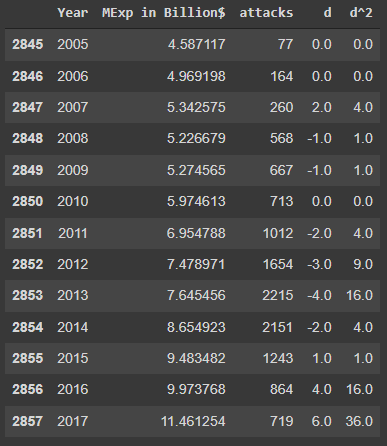 Year MExp in Billion$ attacks d d^2
2845 2005 4.587117 77 0.0 0.0
2846 2006 4.969198 164 0.0 0.0
2847 2007 5.342575 260 2.0 4.0
2848 2008 5.226679 568 -1.0 1.0
2849 2009 5.274565 667 -1.0 1.0
2850 2010 5.974613 713 0.0 0.0
2851 2011 6.954788 1012 -2.0 4.0
2852 2012 7.478971 1654 -3.0 9.0
2853 2013 7.645456 2215 -4.0 16.0
2854 2014 8.654923 2151 -2.0 4.0
2855 2015 9.483482 1243 1.0 1.0
2856 2016 9.973768 864 4.0 16.0
2857 2017 11.461254 719 6.0 36.0